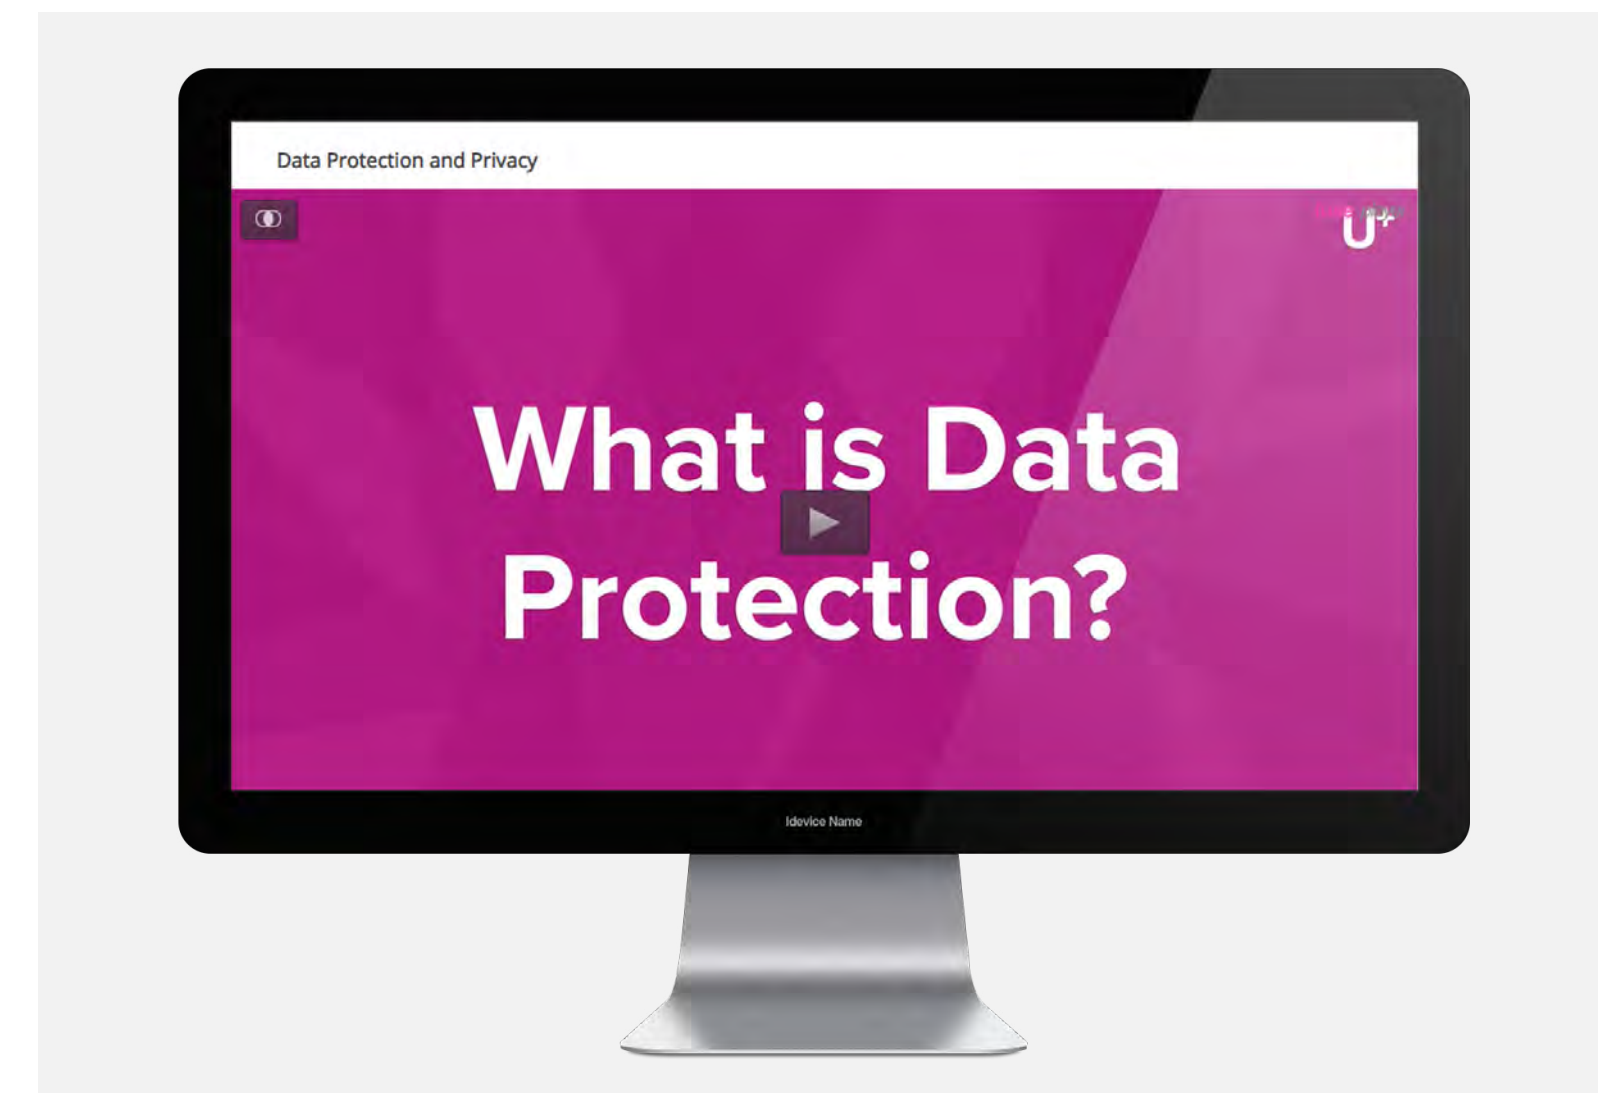 Data Protection and Privacy
U+
What is Data
Protection?
Idevice Name